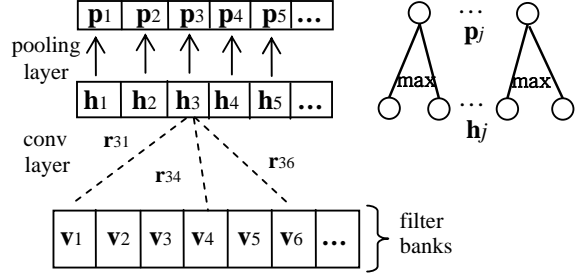 p1 p2 p3 p4 p5 ...
pooling layer
h1 h2 h3 h4 h5 ...
conv layer
r31 r34 r36
v1 v2 v3 v4 v5 v6 ...
filter banks
... pj
max max
... hj